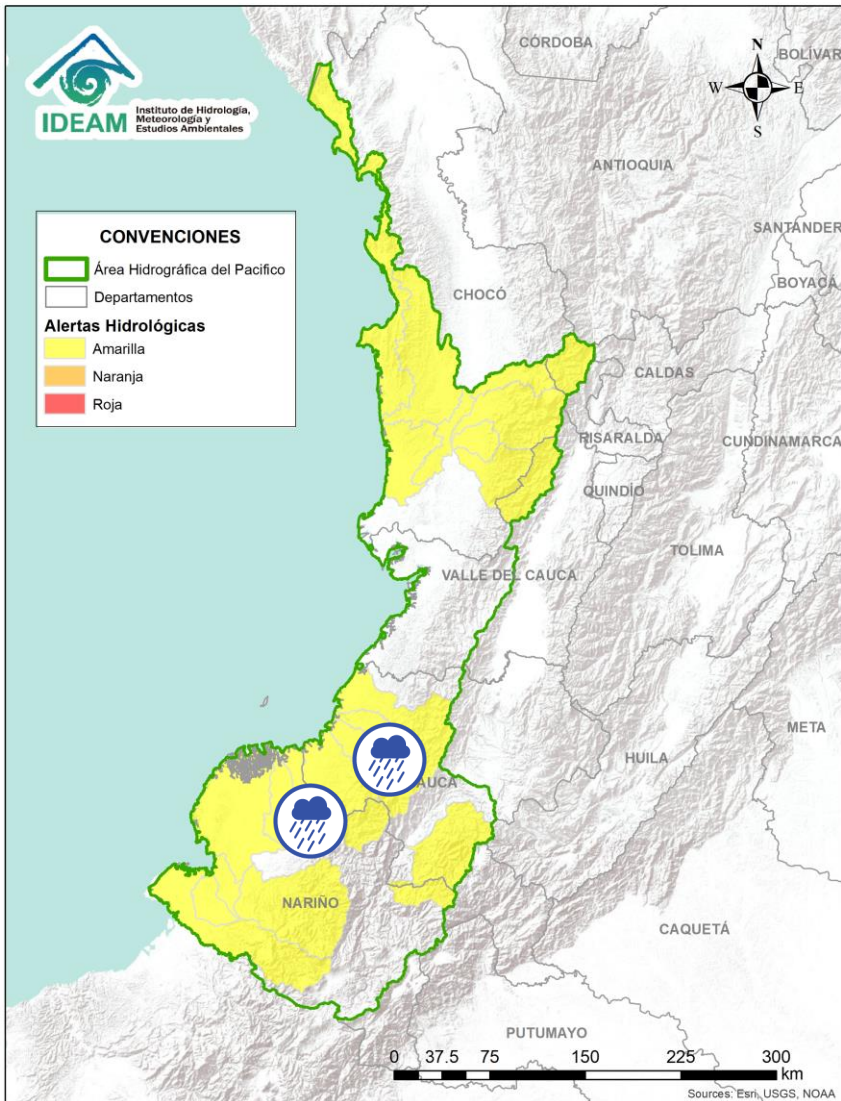 IDEAM
Instituto de Hidrología,
Meteorología y
Estudios Ambientales
N
W
E
S
CÓRDOBA
BOLÍVAR
ANTIOQUIA
SANTANDER
BOYACÁ
CONVENCIONES
Área Hidrográfica del Pacifico
Departamentos
Alertas Hidrológicas
Amarilla
Naranja
Roja
CHOCÓ
CALDAS
RISARALDA
CUNDINAMARCA
QUINDÍO
TOLIMA
VALLE DEL CAUCA
META
HUILA
AUCA
NARIÑO
CAQUETÁ
PUTUMAYO
0 37.5 75 150 225 300
km
Sources: Esri, USGS, NOAA